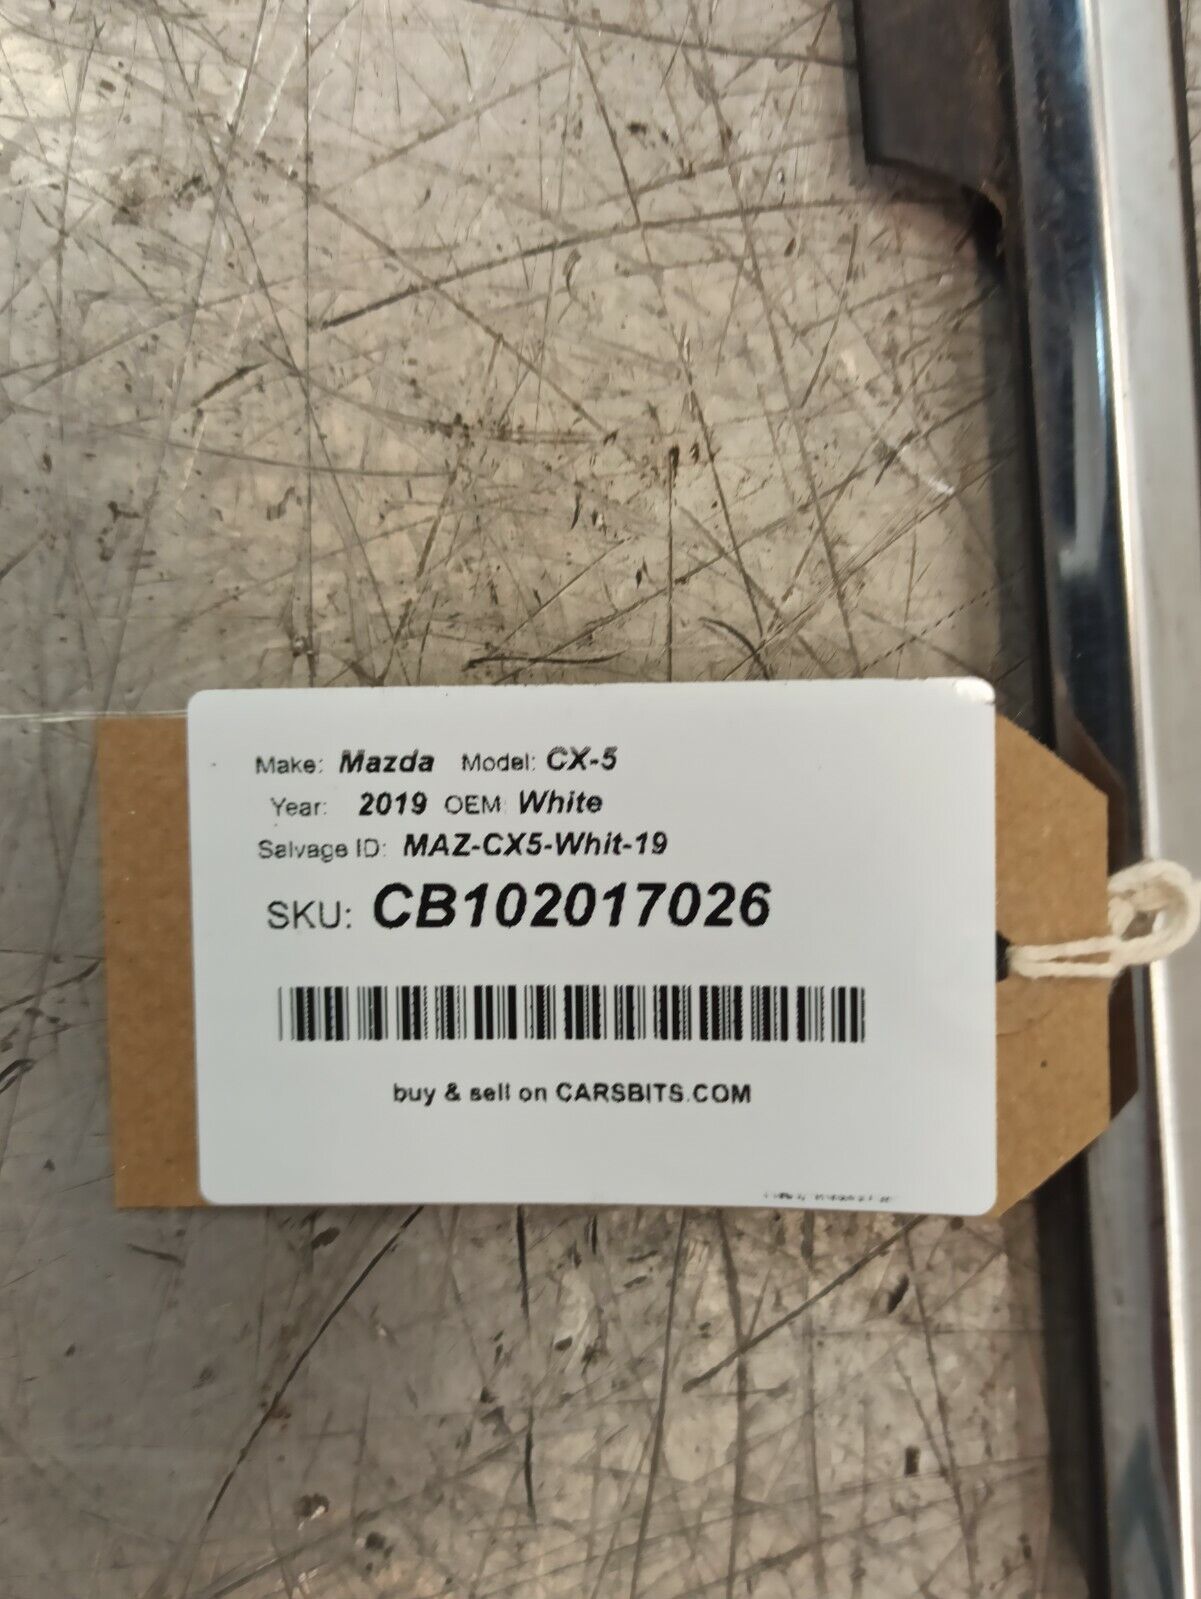 Make: Mazda Model: CX-5
Year: 2019 OEM: White
Salvage ID: MAZ-CX5-Whit-19
SKU: CB102017026
buy & sell on CARSBITS.COM